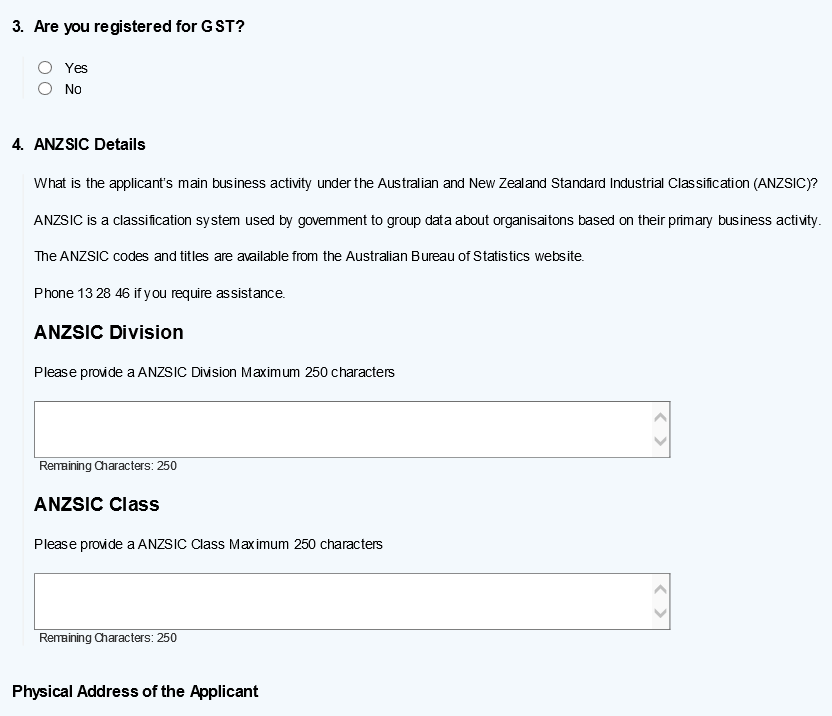 3. Are you registered for GST?
Yes
No
4. ANZSIC Details
What is the applicant's main business activity under the Australian and New Zealand Standard Industrial Classification (ANZSIC)?
ANZSIC is a classification system used by government to group data about organisaitons based on their primary business activity.
The ANZSIC codes and titles are available from the Australian Bureau of Statistics website.
Phone 13 28 46 if you require assistance.
ANZSIC Division
Please provide a ANZSIC Division Maximum 250 characters
Remaining Characters: 250
ANZSIC Class
Please provide a ANZSIC Class Maximum 250 characters
Remaining Characters: 250
Physical Address of the Applicant